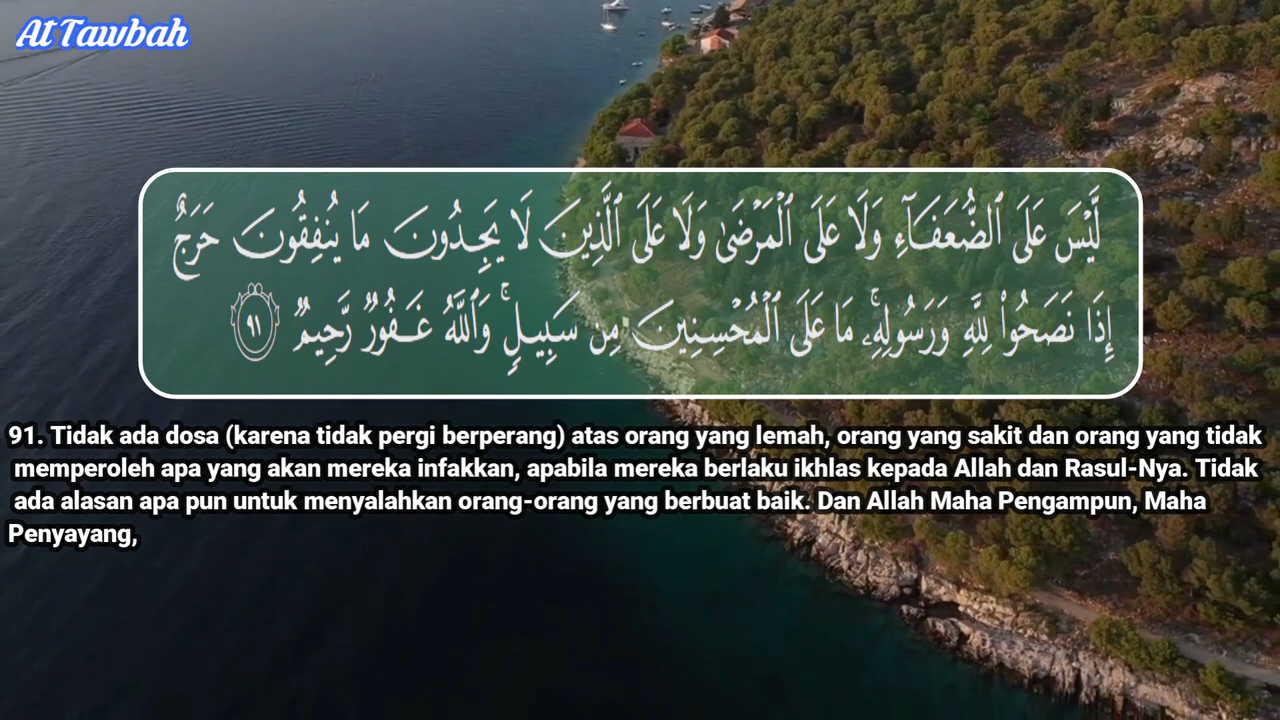 At Tawbah
لَّيْسَ عَلَى ٱلضُّعَفَآءِ وَلَا عَلَى ٱلْمَرْضَىٰ وَلَا عَلَى ٱلَّذِينَ لَا يَجِدُونَ مَا يُنفِقُونَ حَرَجٌ
إِذَا نَصَحُوا۟ لِلَّهِ وَرَسُولِهِۦۚ مَا عَلَى ٱلْمُحْسِنِينَ مِن سَبِيلٍۚ وَٱللَّهُ غَفُورٌ رَّحِيمٌ ٩١
91. Tidak ada dosa (karena tidak pergi berperang) atas orang yang lemah, orang yang sakit dan orang yang tidak
memperoleh apa yang akan mereka infakkan, apabila mereka berlaku ikhlas kepada Allah dan Rasul-Nya. Tidak
ada alasan apa pun untuk menyalahkan orang-orang yang berbuat baik. Dan Allah Maha Pengampun, Maha
Penyayang,